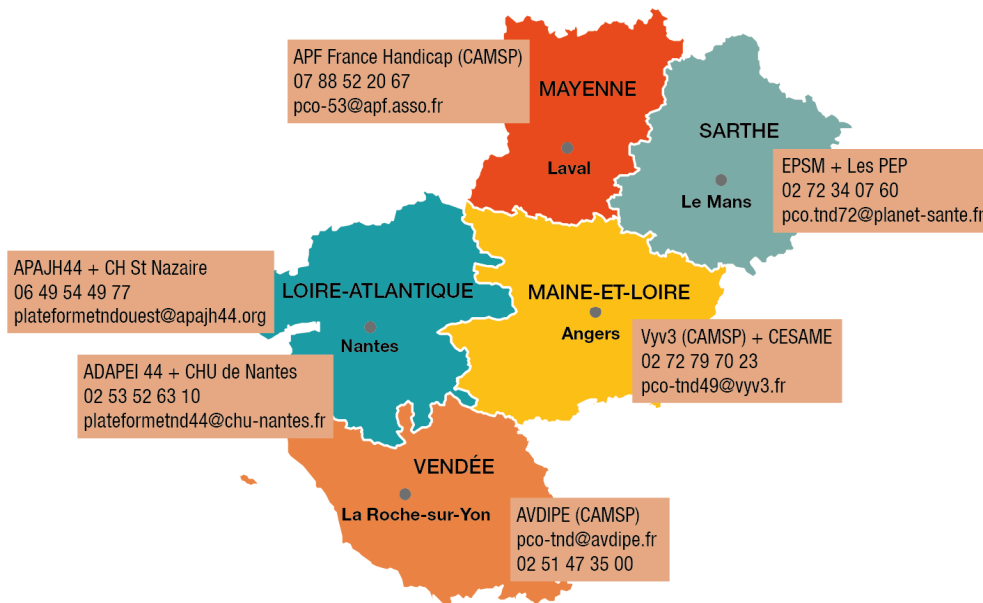 APF France Handicap (CAMSP)
07 88 52 20 67
pco-53@apf.asso.fr
MAYENNE
Laval
SARTHE
Le Mans
EPSM + Les PEP
02 72 34 07 60
pco.tnd72@planet-sante.fr
APAJH44 + CH St Nazaire
06 49 54 49 77
plateformetndouest@apajh44.org
LOIRE-ATLANTIQUE
Nantes
MAINE-ET-LOIRE
Angers
Vyv3 (CAMSP) + CESAME
02 72 79 70 23
pco-tnd49@vyv3.fr
ADAPEI 44 + CHU de Nantes
02 53 52 63 10
plateformetnd44@chu-nantes.fr
VENDÉE
La Roche-sur-Yon
AVDIPE (CAMSP)
pco-tnd@avdipe.fr
02 51 47 35 00